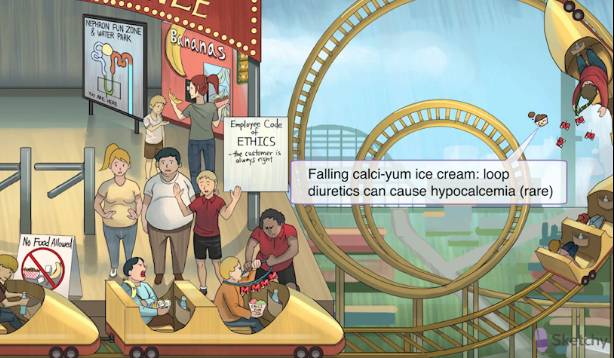 NEPHRON FUN ZONE
& WATER PARK
YOU ARE HERE
Bananas
Employee Code
of
ETHICS
-the customer is
always right
Falling calci-yum ice cream: loop
diuretics can cause hypocalcemia (rare)
No Food Allowed
Sketchy